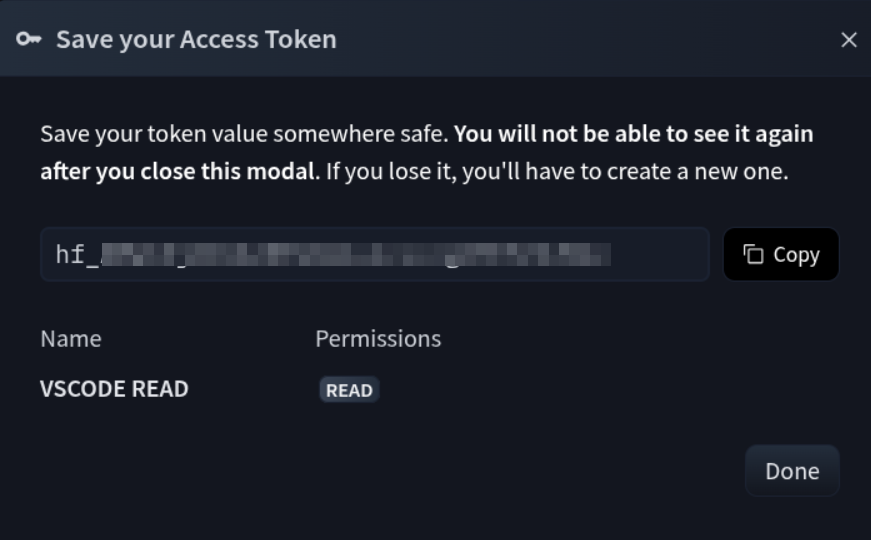 Save your Access Token
Save your token value somewhere safe. You will not be able to see it again
after you close this modal. If you lose it, you'll have to create a new one.
hf_
Copy
Name Permissions
VSCODE READ READ
Done